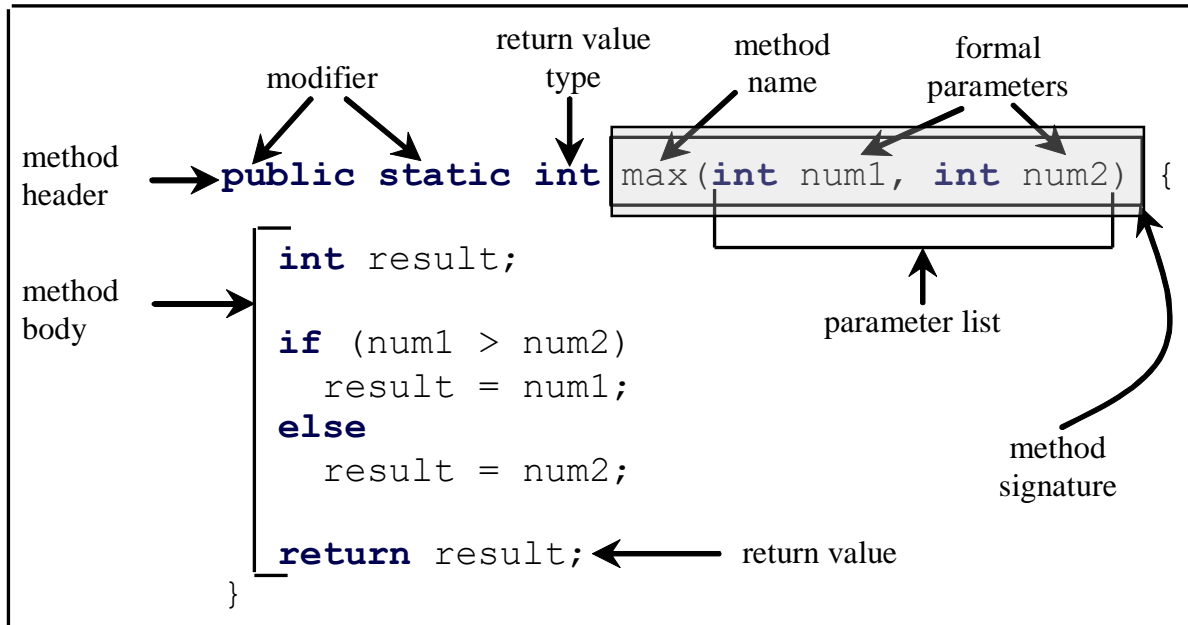 return value
type
method
name
formal
parameters
modifier
method
header
public static int max(int num1, int num2) {
int result;
method
body
parameter list
if (num1 > num2)
result = num1;
else
result = num2;
method
signature
return result;
return value
}